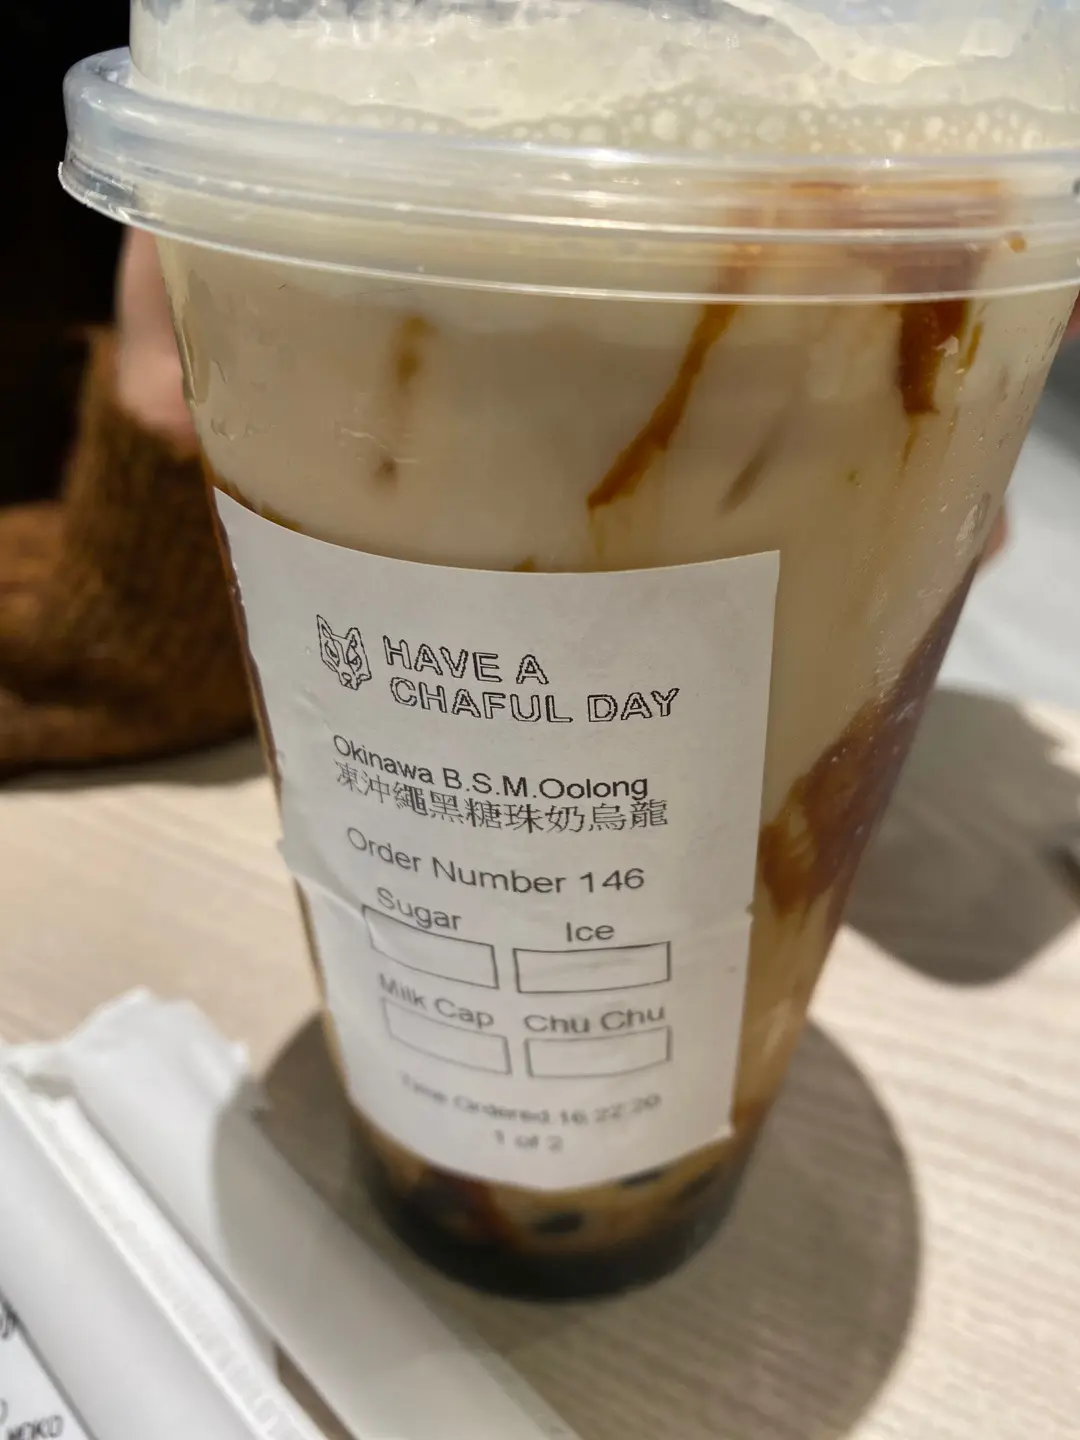 HAVE A
CHAFUL DAY
Okinawa B.S.M.Oolong
凍沖繩黑糖珠奶烏龍
Order Number 146
Sugar Ice
Milk Cap Chu Chu
Time Ordered 16:22:20
1 of 2
MOKO